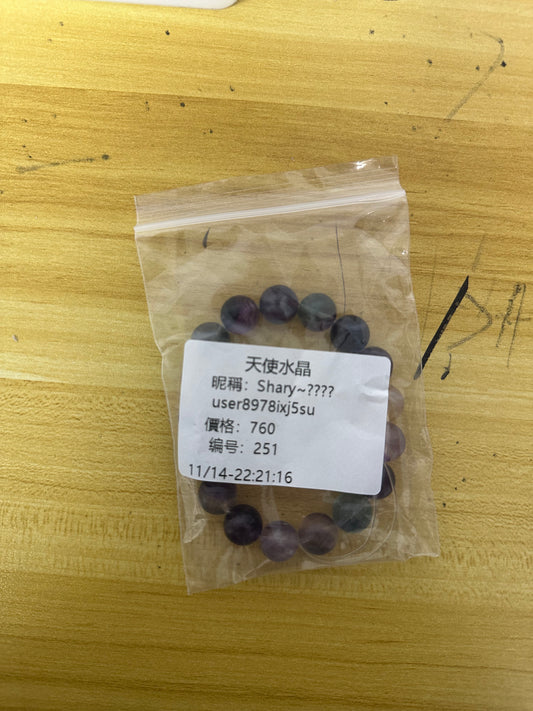 天使水晶
昵稱：Shary~????
user8978ixj5su
價格：760
编号：251
11/14-22:21:16